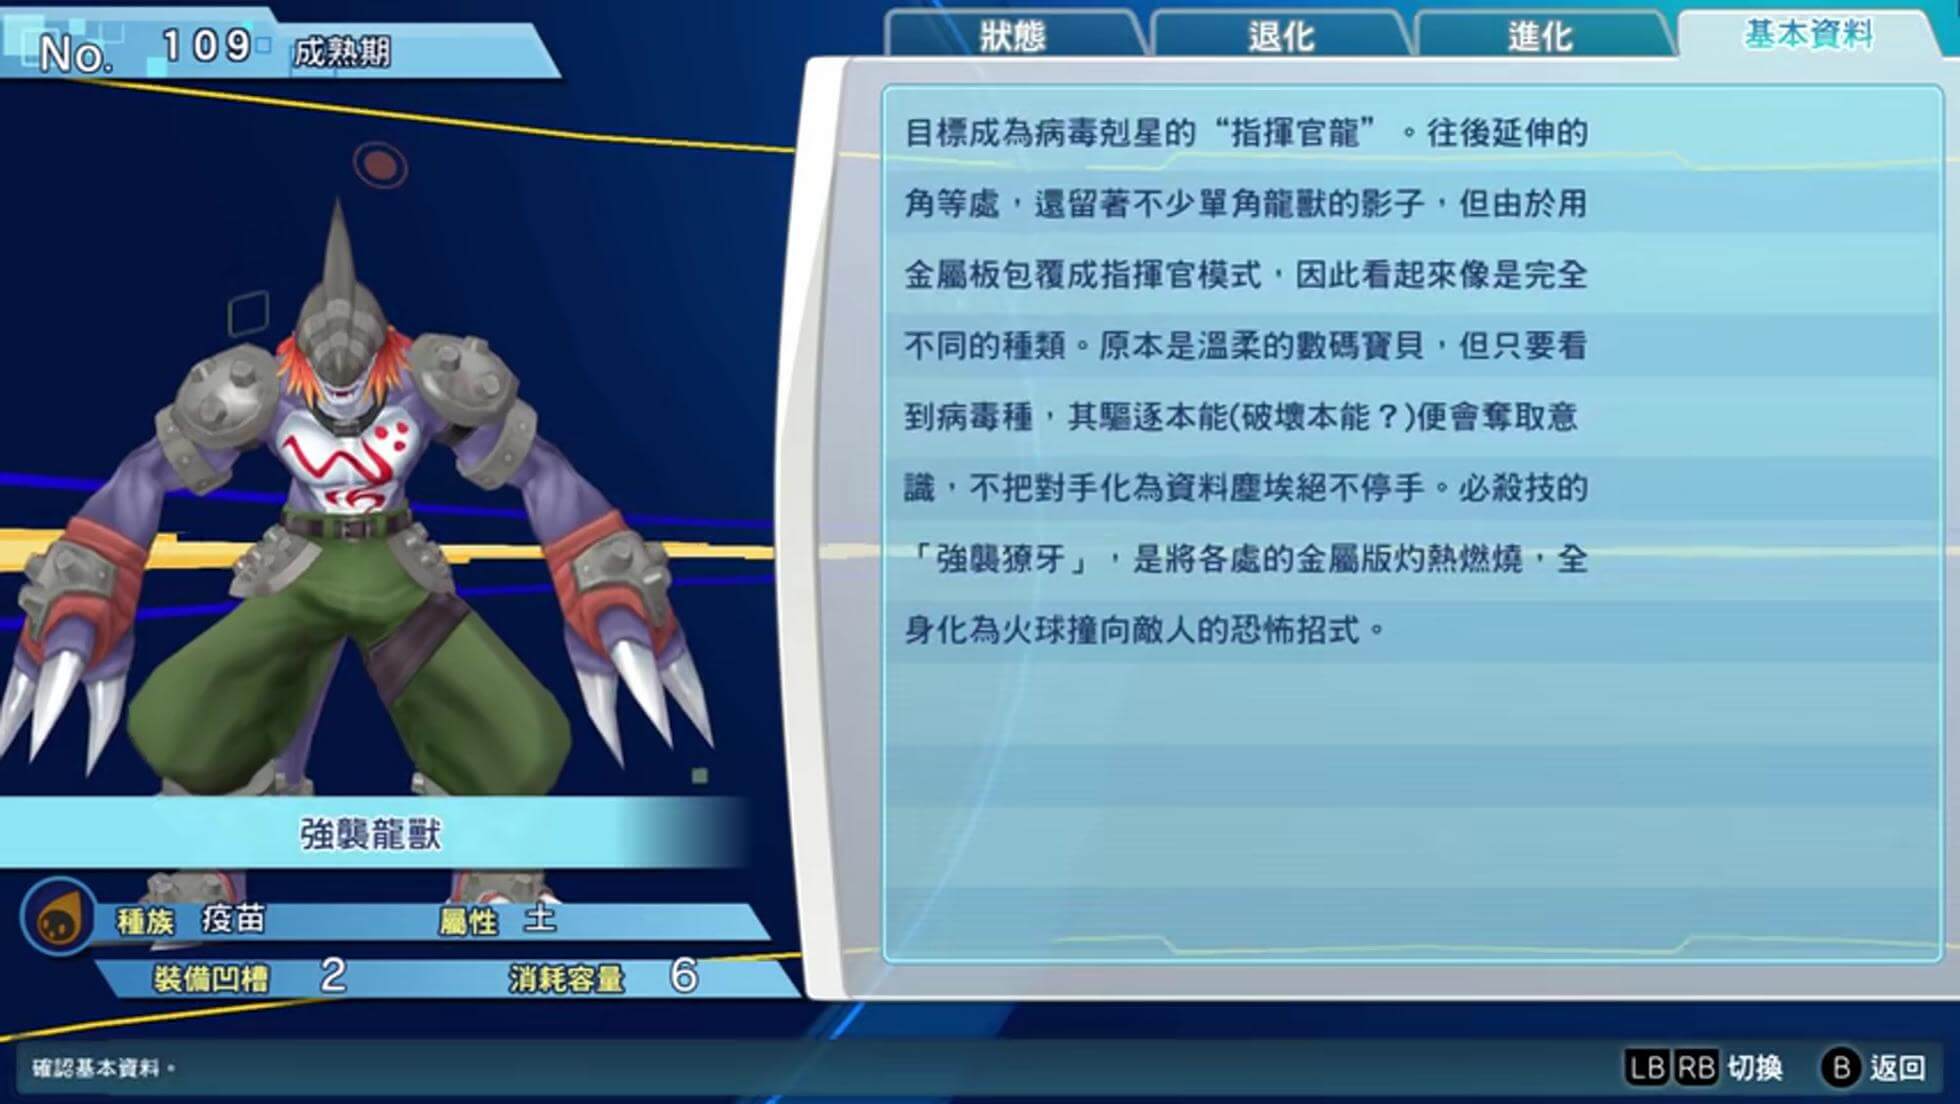 No. 109 成熟期
狀態 退化 進化 基本資料
目標成為病毒剋星的“指揮官龍”。往後延伸的
角等處，還留著不少單角龍獸的影子，但由於用
金屬板包覆成指揮官模式，因此看起來像是完全
不同的種類。原本是溫柔的數碼寶貝，但只要看
到病毒種，其驅逐本能(破壞本能？)便會奪取意
識，不把對手化為資料塵埃絕不停手。必殺技的
「強襲獠牙」，是將各處的金屬版灼熱燃燒，全
身化為火球撞向敵人的恐怖招式。
強襲龍獸
種族 疫苗 屬性 土
裝備凹槽 2 消耗容量 6
確認基本資料。
LB RB 切換 B 返回